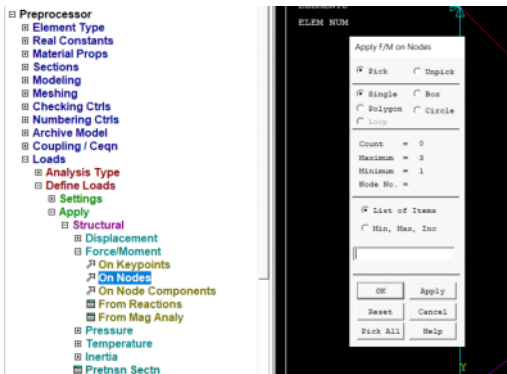 Preprocessor
Element Type
Real Constants
Material Props
Sections
Modeling
Meshing
Checking Ctrls
Numbering Ctrls
Archive Model
Coupling / Ceqn
Loads
Analysis Type
Define Loads
Settings
Apply
Structural
Displacement
Force/Moment
On Keypoints
On Nodes
On Node Components
From Reactions
From Mag Analy
Pressure
Temperature
Inertia
Pretnsn Sectn
ELEM NUM
Apply F/M on Nodes
Pick Unpick
Single Box
Polygon Circle
Loop
Count = 0
Maximum = 3
Minimum = 1
Node No. =
List of Items
Min, Max, Inc
OK Apply
Reset Cancel
Pick All Help
Y